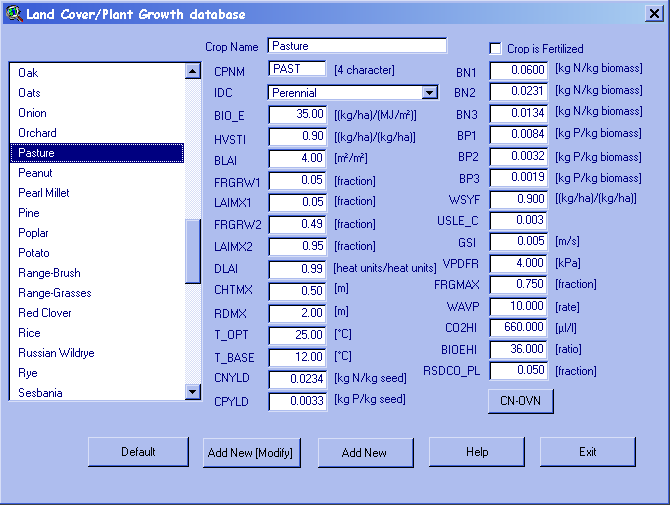 Land Cover/Plant Growth database
Crop Name Pasture
Crop is Fertilized
Oak
Oats
Onion
Orchard
Pasture
Peanut
Pearl Millet
Pine
Poplar
Potato
Range-Brush
Range-Grasses
Red Clover
Rice
Russian Wildrye
Rye
Sesbania
CPNM PAST [4 character]
IDC Perennial
BIO_E 35.00 [(kg/ha)/(MJ/m²)]
HVSTI 0.90 [(kg/ha)/(kg/ha)]
BLAI 4.00 [m²/m²]
FRGRW1 0.05 [fraction]
LAIMX1 0.05 [fraction]
FRGRW2 0.49 [fraction]
LAIMX2 0.95 [fraction]
DLAI 0.99 [heat units/heat units]
CHTMX 0.50 [m]
RDMX 2.00 [m]
T_OPT 25.00 [°C]
T_BASE 12.00 [°C]
CNYLD 0.0234 [kg N/kg seed]
CPYLD 0.0033 [kg P/kg seed]
BN1 0.0600 [kg N/kg biomass]
BN2 0.0231 [kg N/kg biomass]
BN3 0.0134 [kg N/kg biomass]
BP1 0.0084 [kg P/kg biomass]
BP2 0.0032 [kg P/kg biomass]
BP3 0.0019 [kg P/kg biomass]
WSYF 0.900 [(kg/ha)/(kg/ha)]
USLE_C 0.003
GSI 0.005 [m/s]
VPDFR 4.000 [kPa]
FRGMAX 0.750 [fraction]
WAVP 10.000 [rate]
CO2HI 660.000 [µl/l]
BIOEHI 36.000 [ratio]
RSDCO_PL 0.050 [fraction]
CN-OVN
Default
Add New [Modify]
Add New
Help
Exit